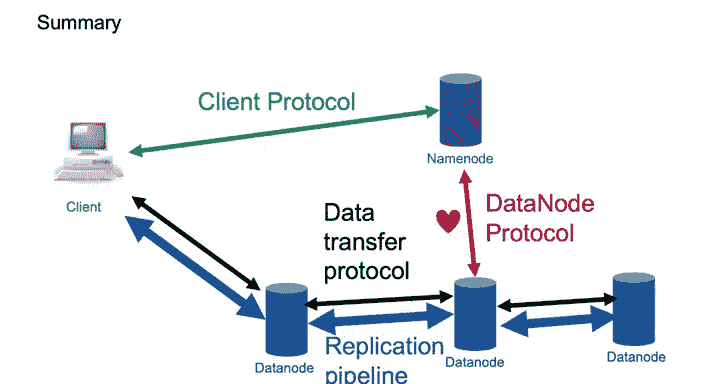 Summary
Client Protocol
Namenode
Client
DataNode
Protocol
Data
transfer
protocol
Datanode
Replication
pipeline
Datanode
Datanode